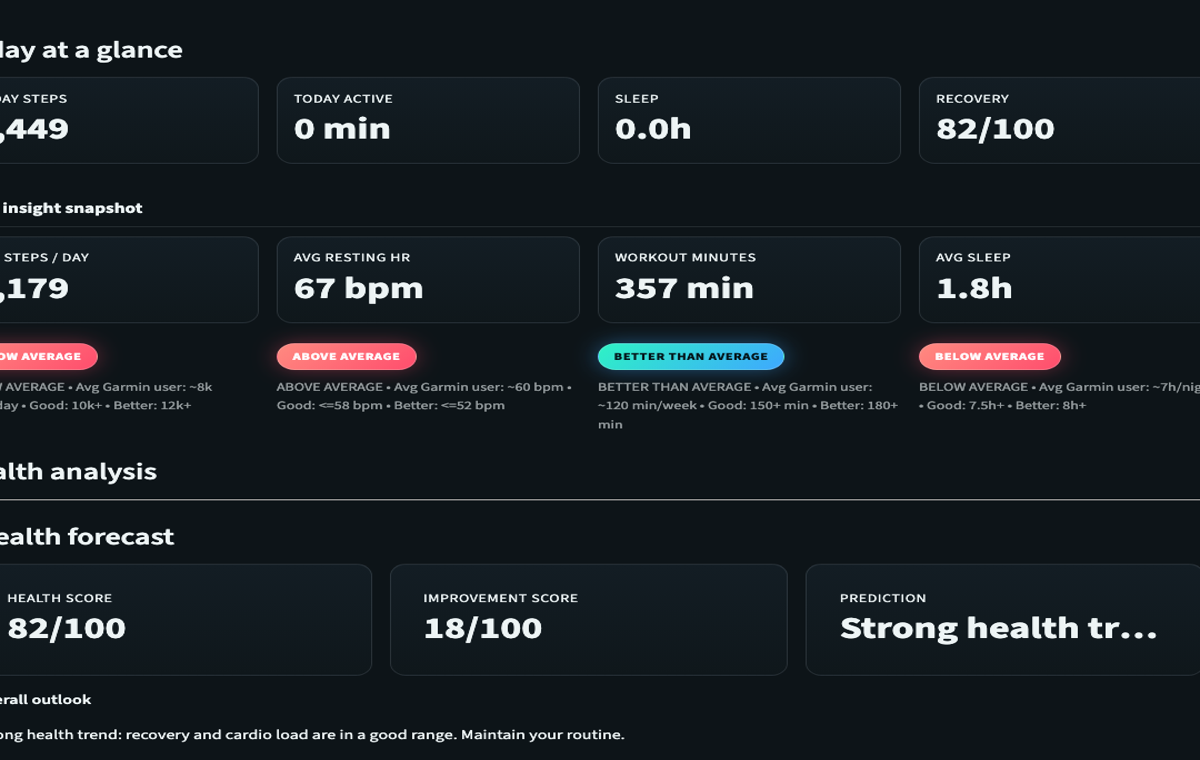 day at a glance
AY STEPS
,449
TODAY ACTIVE
0 min
SLEEP
0.0h
RECOVERY
82/100
insight snapshot
STEPS / DAY
,179
AVG RESTING HR
67 bpm
WORKOUT MINUTES
357 min
AVG SLEEP
1.8h
OW AVERAGE
AVERAGE • Avg Garmin user: ~8k
day • Good: 10k+ • Better: 12k+
ABOVE AVERAGE
ABOVE AVERAGE • Avg Garmin user: ~60 bpm •
Good: <=58 bpm • Better: <=52 bpm
BETTER THAN AVERAGE
BETTER THAN AVERAGE • Avg Garmin user:
~120 min/week • Good: 150+ min • Better: 180+
min
BELOW AVERAGE
BELOW AVERAGE • Avg Garmin user: ~7h/nig
• Good: 7.5h+ • Better: 8h+
alth analysis
ealth forecast
HEALTH SCORE
82/100
IMPROVEMENT SCORE
18/100
PREDICTION
Strong health tr...
erall outlook
ong health trend: recovery and cardio load are in a good range. Maintain your routine.